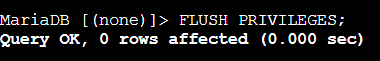 MariaDB [(none)]> FLUSH PRIVILEGES;
Query OK, 0 rows affected (0.000 sec)